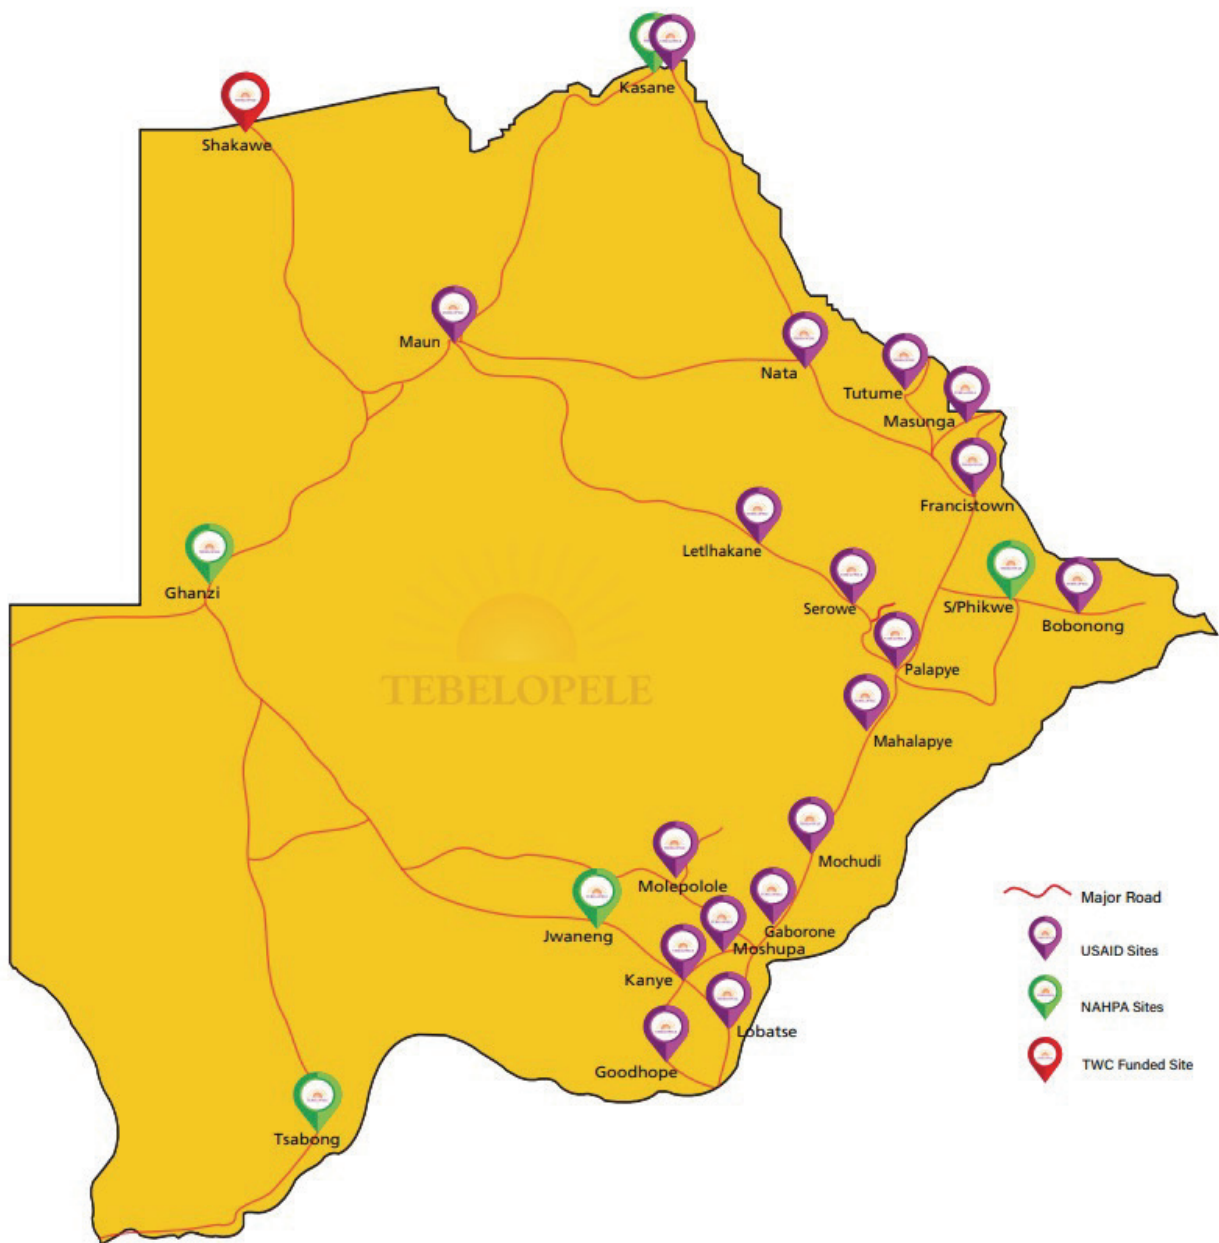 Kasane
Shakawe
Maun
Nata
Tutume
Masunga
Francistown
Letlhakane
Ghanzi
Serowe
S/Phikwe
Bobonong
Palapye
TEBELOPELE
Mahalapye
Mochudi
Molepolole
Major Road
Gaborone
Jwaneng
Moshupa
USAID Sites
Kanye
NAHPA Sites
Lobatse
Goodhope
TWC Funded Site
Tsabong